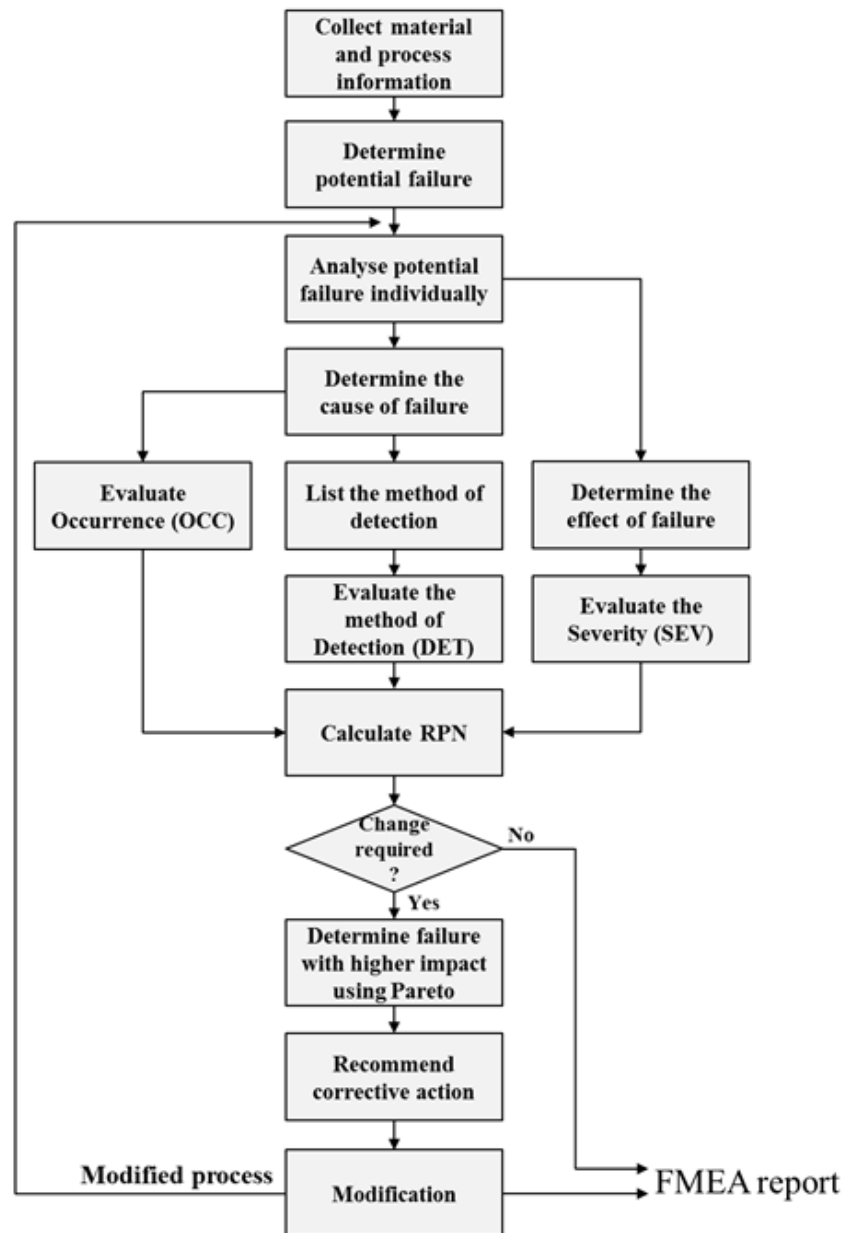 Collect material
and process
information
Determine
potential failure
Analyse potential
failure individually
Determine the
cause of failure
Evaluate
Occurrence (OCC)
List the method of
detection
Determine the
effect of failure
Evaluate the
method of
Detection (DET)
Evaluate the
Severity (SEV)
Calculate RPN
Change
required
?
No
Yes
Determine failure
with higher impact
using Pareto
Recommend
corrective action
Modified process
Modification
FMEA report